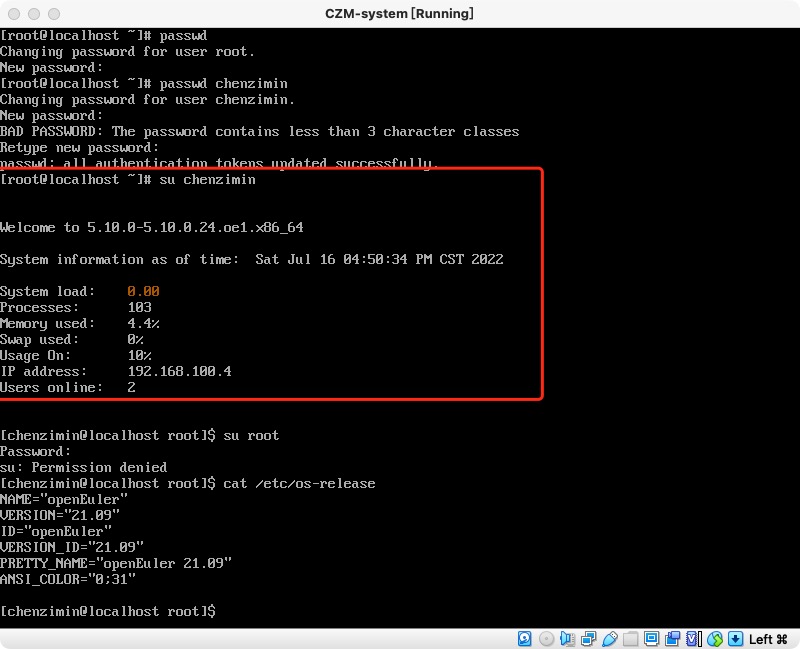 CZM-system [Running]
[root@localhost ~]# passwd
Changing password for user root.
New password:
[root@localhost ~]# passwd chenzimin
Changing password for user chenzimin.
New password:
BAD PASSWORD: The password contains less than 3 character classes
Retype new password:
passwd: all authentication tokens updated successfully.
[root@localhost ~]# su chenzimin
Welcome to 5.10.0-5.10.0.24.oe1.x86_64
System information as of time:  Sat Jul 16 04:50:34 PM CST 2022
System load:    0.00
Processes:      103
Memory used:    4.4%
Swap used:      0%
Usage On:       10%
IP address:     192.168.100.4
Users online:   2
[chenzimin@localhost root]$ su root
Password:
su: Permission denied
[chenzimin@localhost root]$ cat /etc/os-release
NAME="openEuler"
VERSION="21.09"
ID="openEuler"
VERSION_ID="21.09"
PRETTY_NAME="openEuler 21.09"
ANSI_COLOR="0;31"
[chenzimin@localhost root]$
Left ⌘